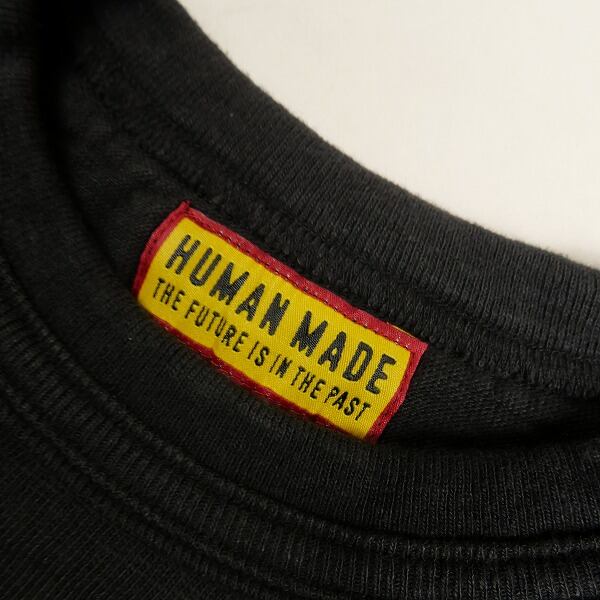 HUMAN MADE
THE FUTURE IS IN THE PAST